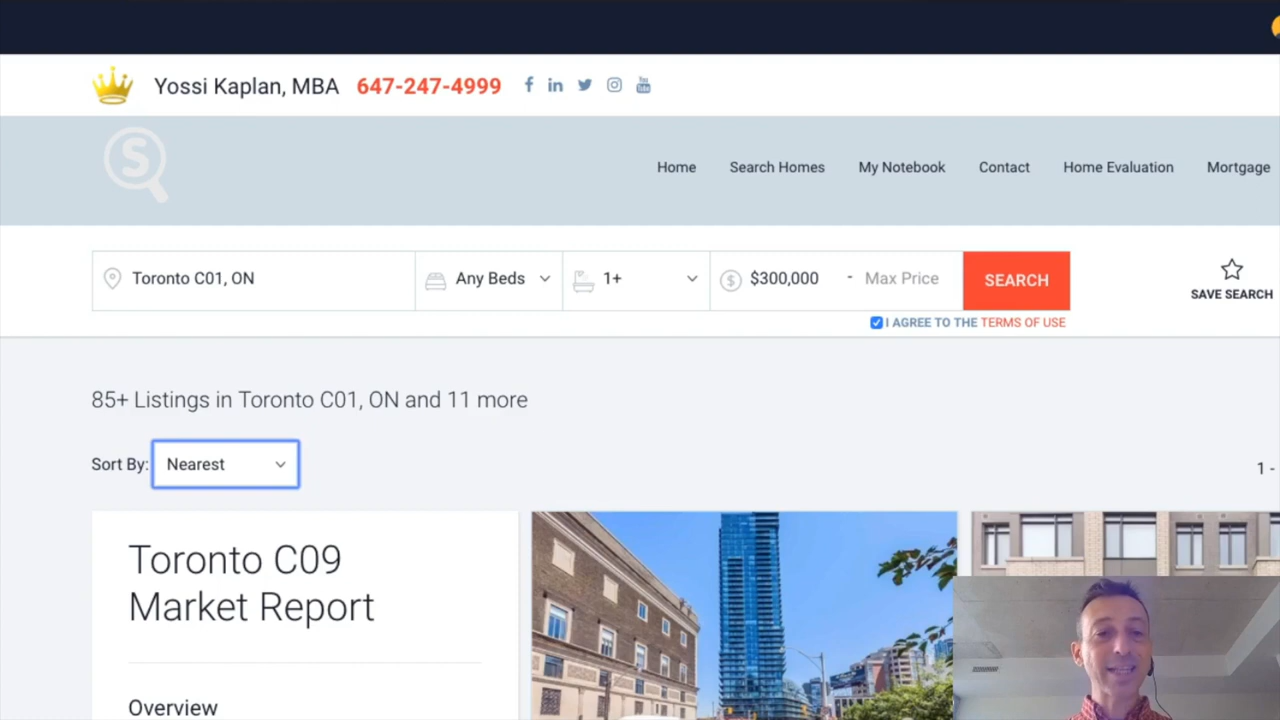 Yossi Kaplan, MBA 647-247-4999
S
Home Search Homes My Notebook Contact Home Evaluation Mortgage
Toronto C01, ON Any Beds 1+ $300,000 - Max Price SEARCH
SAVE SEARCH
I AGREE TO THE TERMS OF USE
85+ Listings in Toronto C01, ON and 11 more
Sort By: Nearest
1 -
Toronto C09
Market Report
Overview